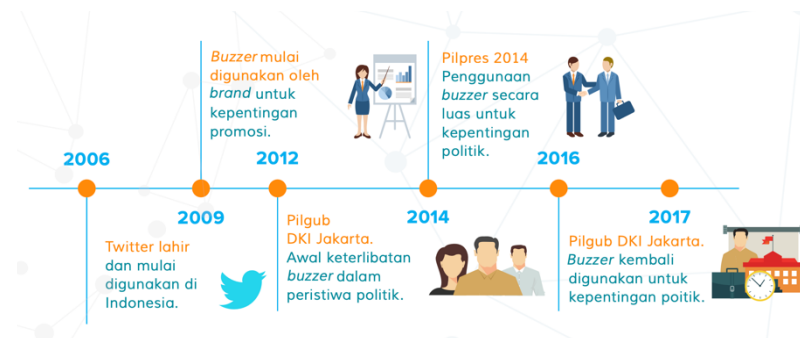 2006
Twitter lahir
dan mulai
digunakan di
Indonesia.
2009
Buzzer mulai
digunakan oleh
brand untuk
kepentingan
promosi.
2012
Pilgub
DKI Jakarta.
Awal keterlibatan
buzzer dalam
peristiwa politik.
2014
Pilpres 2014
Penggunaan
buzzer secara
luas untuk
kepentingan
politik.
2016
Pilgub DKI Jakarta.
Buzzer kembali
digunakan untuk
kepentingan poitik.
2017